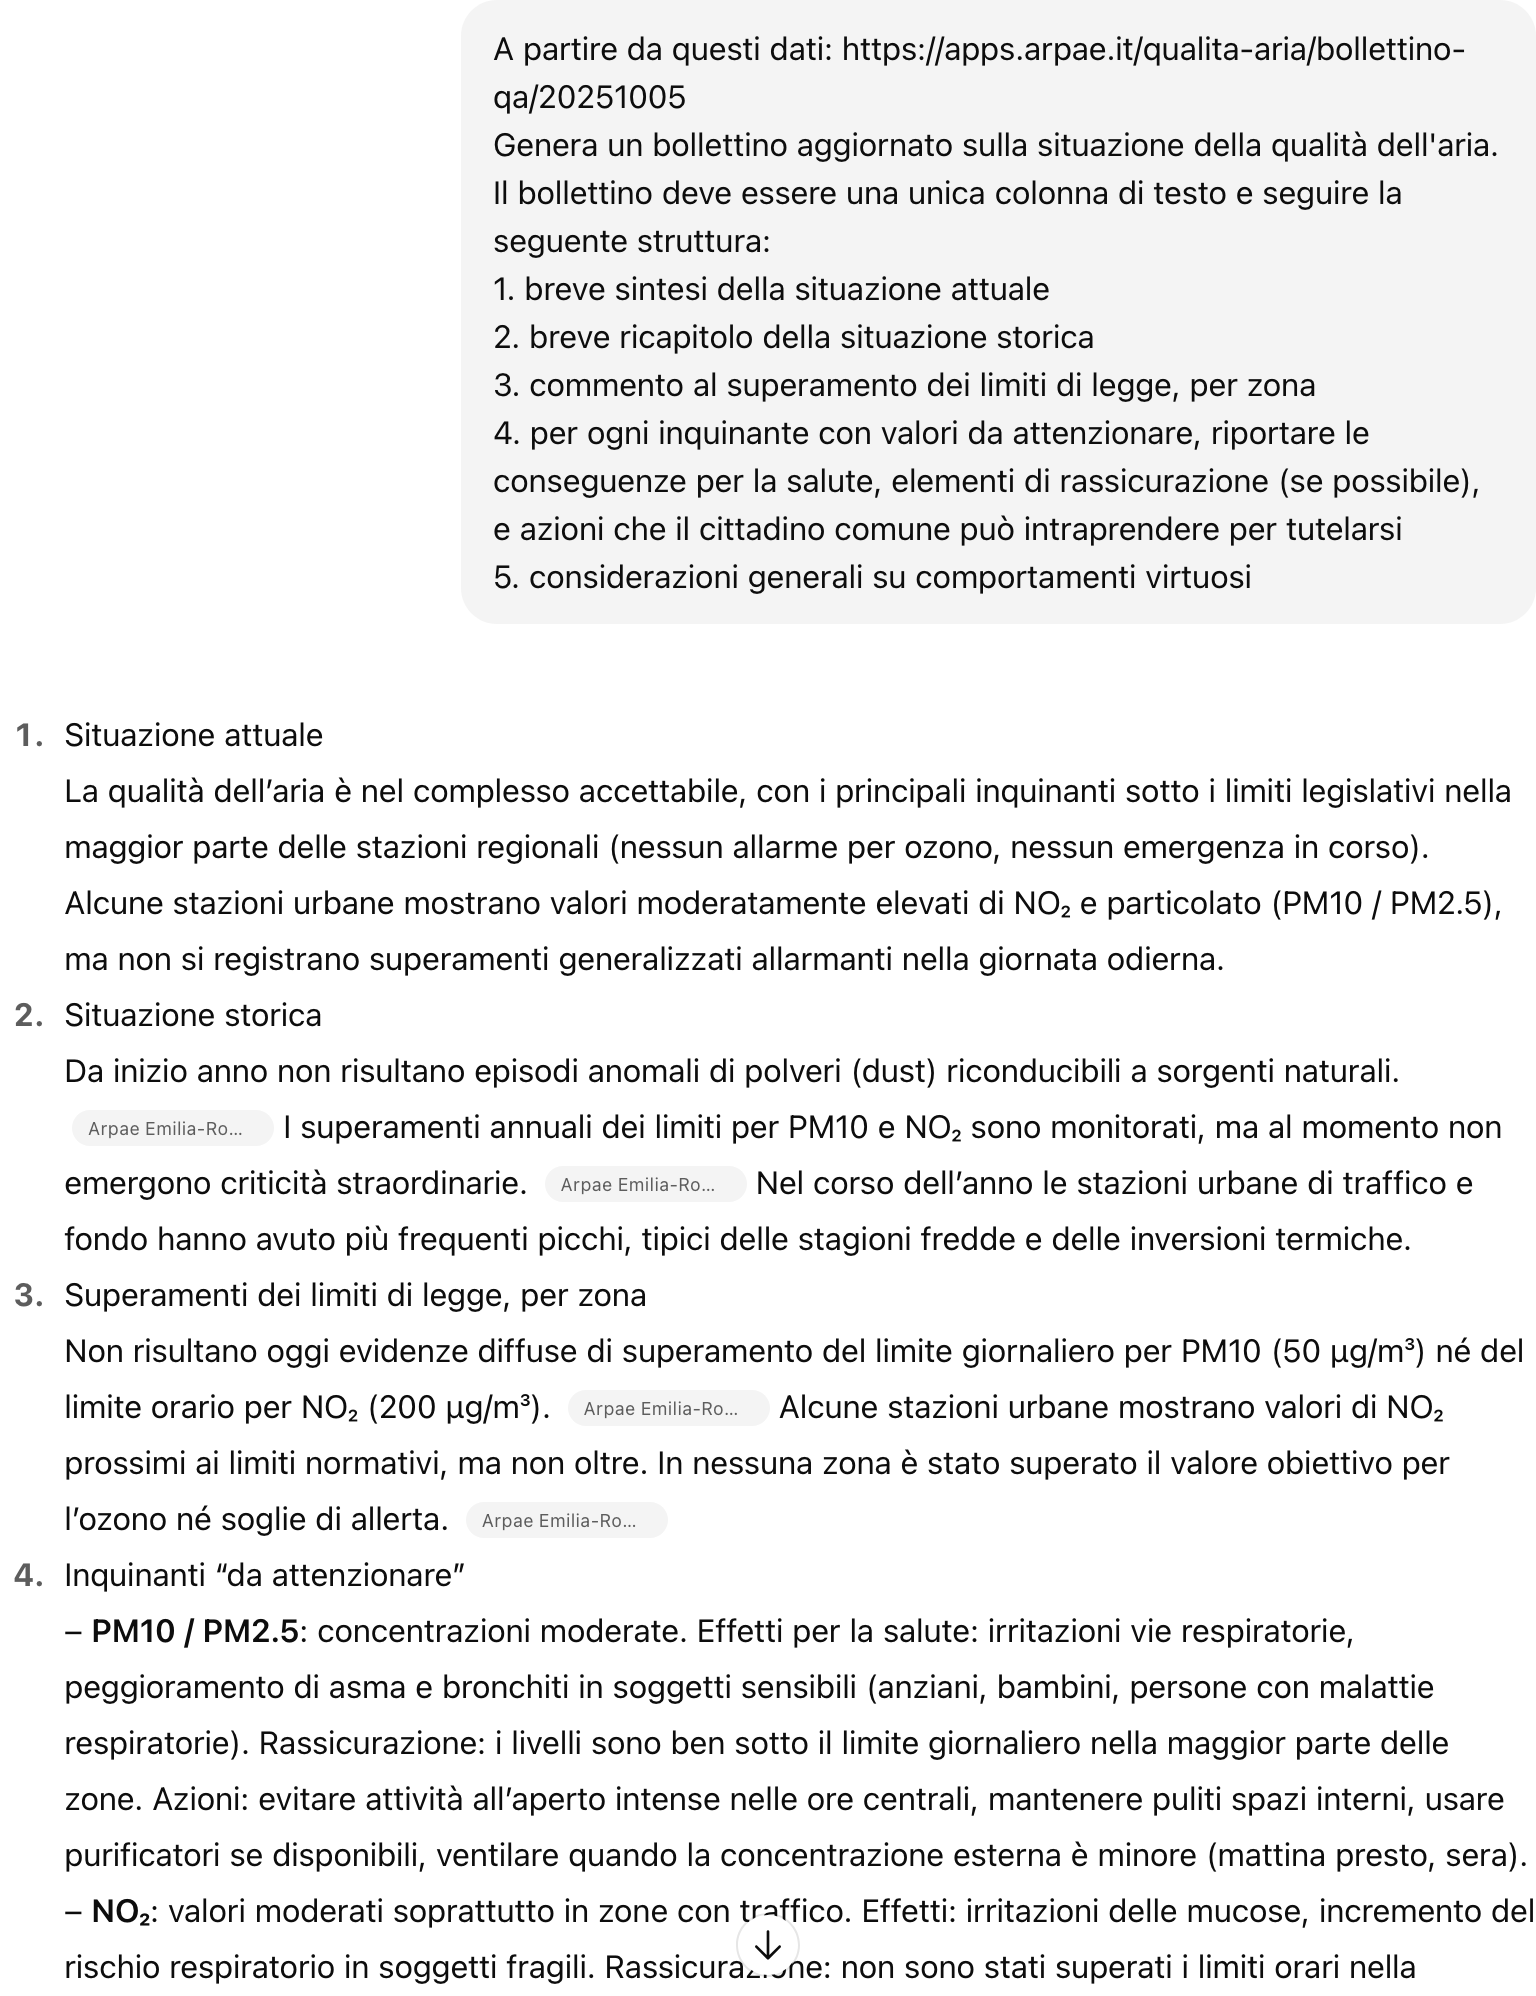 A partire da questi dati: https://apps.arpae.it/qualita-aria/bollettino-
qa/20251005
Genera un bollettino aggiornato sulla situazione della qualità dell'aria.
Il bollettino deve essere una unica colonna di testo e seguire la
seguente struttura:
1. breve sintesi della situazione attuale
2. breve ricapitolo della situazione storica
3. commento al superamento dei limiti di legge, per zona
4. per ogni inquinante con valori da attenzionare, riportare le
conseguenze per la salute, elementi di rassicurazione (se possibile),
e azioni che il cittadino comune può intraprendere per tutelarsi
5. considerazioni generali su comportamenti virtuosi
1. Situazione attuale
La qualità dell’aria è nel complesso accettabile, con i principali inquinanti sotto i limiti legislativi nella
maggior parte delle stazioni regionali (nessun allarme per ozono, nessun emergenza in corso).
Alcune stazioni urbane mostrano valori moderatamente elevati di NO₂ e particolato (PM10 / PM2.5),
ma non si registrano superamenti generalizzati allarmanti nella giornata odierna.
2. Situazione storica
Da inizio anno non risultano episodi anomali di polveri (dust) riconducibili a sorgenti naturali.
Arpae Emilia-Ro... I superamenti annuali dei limiti per PM10 e NO₂ sono monitorati, ma al momento non
emergono criticità straordinarie. Arpae Emilia-Ro... Nel corso dell’anno le stazioni urbane di traffico e
fondo hanno avuto più frequenti picchi, tipici delle stagioni fredde e delle inversioni termiche.
3. Superamenti dei limiti di legge, per zona
Non risultano oggi evidenze diffuse di superamento del limite giornaliero per PM10 (50 µg/m³) né del
limite orario per NO₂ (200 µg/m³). Arpae Emilia-Ro... Alcune stazioni urbane mostrano valori di NO₂
prossimi ai limiti normativi, ma non oltre. In nessuna zona è stato superato il valore obiettivo per
l’ozono né soglie di allerta. Arpae Emilia-Ro...
4. Inquinanti “da attenzionare”
– PM10 / PM2.5: concentrazioni moderate. Effetti per la salute: irritazioni vie respiratorie,
peggioramento di asma e bronchiti in soggetti sensibili (anziani, bambini, persone con malattie
respiratorie). Rassicurazione: i livelli sono ben sotto il limite giornaliero nella maggior parte delle
zone. Azioni: evitare attività all’aperto intense nelle ore centrali, mantenere puliti spazi interni, usare
purificatori se disponibili, ventilare quando la concentrazione esterna è minore (mattina presto, sera).
– NO₂: valori moderati soprattutto in zone con traffico. Effetti: irritazioni delle mucose, incremento del
rischio respiratorio in soggetti fragili. Rassicurazione: non sono stati superati i limiti orari nella